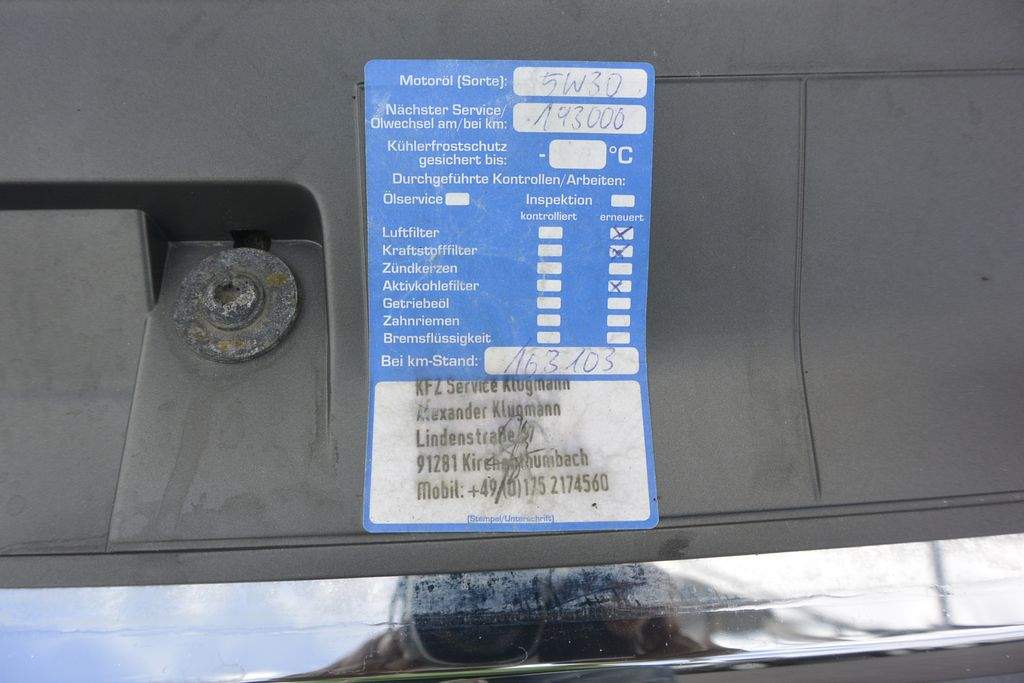 Motoröl (Sorte): 5W30
Nächster Service/
Ölwechsel am/bei km: 193000
Kühlerfrostschutz
gesichert bis: - °C
Durchgeführte Kontrollen/Arbeiten:
Ölservice Inspektion
kontrolliert erneuert
Luftfilter X
Kraftstofffilter X
Zündkerzen
Aktivkohlefilter X
Getriebeöl
Zahnriemen
Bremsflüssigkeit
Bei km-Stand: 163103
KFZ Service Klugmann
Alexander Klugmann
Lindenstraße
91281 Kirchenthumbach
Mobil: +49 (0)175 2174560
(Stempel/Unterschrift)